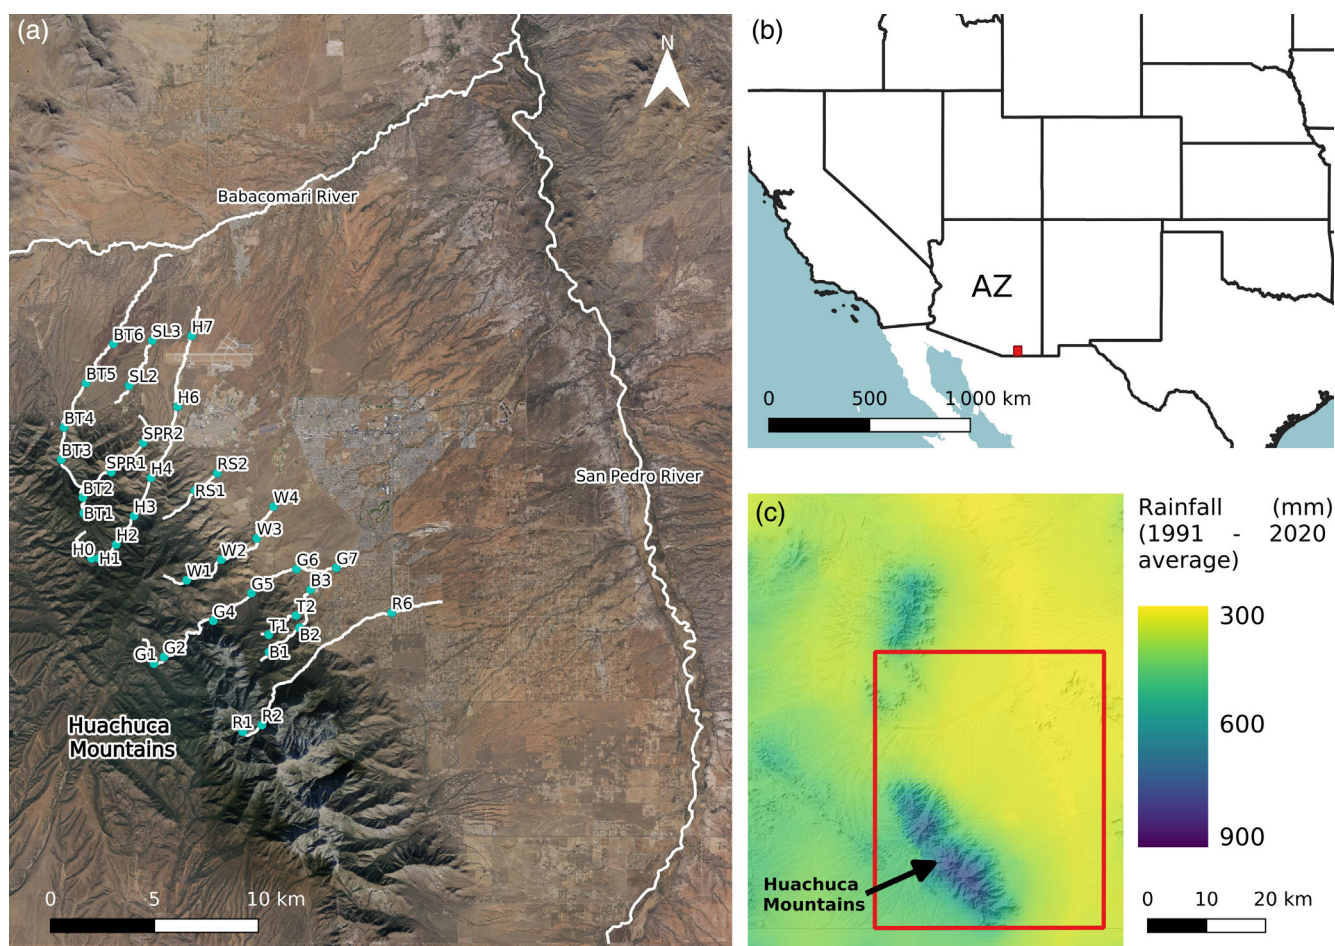 (a)
N
Babacomari River
San Pedro River
BT6
SL3
H7
BT5
SL2
H6
BT4
SPR2
BT3
SPR1
H4
RS2
BT2
RS1
BT1
H3
W4
H2
W3
H0
H1
W2
W1
G6
G7
G5
B3
G4
T2
R6
T1
B2
G2
G1
B1
R1
R2
Huachuca
Mountains
0 5 10 km
(b)
AZ
0 500 1000 km
(c)
Huachuca
Mountains
Rainfall (mm)
(1991 - 2020
average)
300
600
900
0 10 20 km